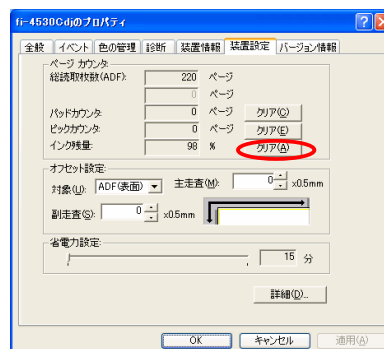 fi-4530Cdjのプロパティ
全般 イベント 色の管理 診断 装置情報 装置設定 バージョン情報
ページ カウンタ
総読取枚数(ADF): 220 ページ
0 ページ
パッドカウンタ: 0 ページ クリア(C)
ピックカウンタ: 0 ページ クリア(E)
インク残量: 98 % クリア(A)
オフセット設定:
対象(U): ADF(表面) 主走査(M): 0 x0.5mm
副走査(S): 0 x0.5mm
省電力設定:
15 分
詳細(D)...
OK キャンセル 適用(A)